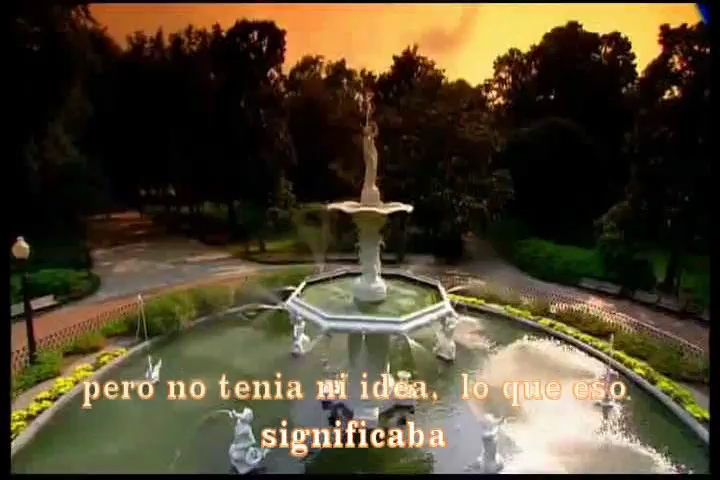 pero no tenia ni idea, lo que eso
significaba